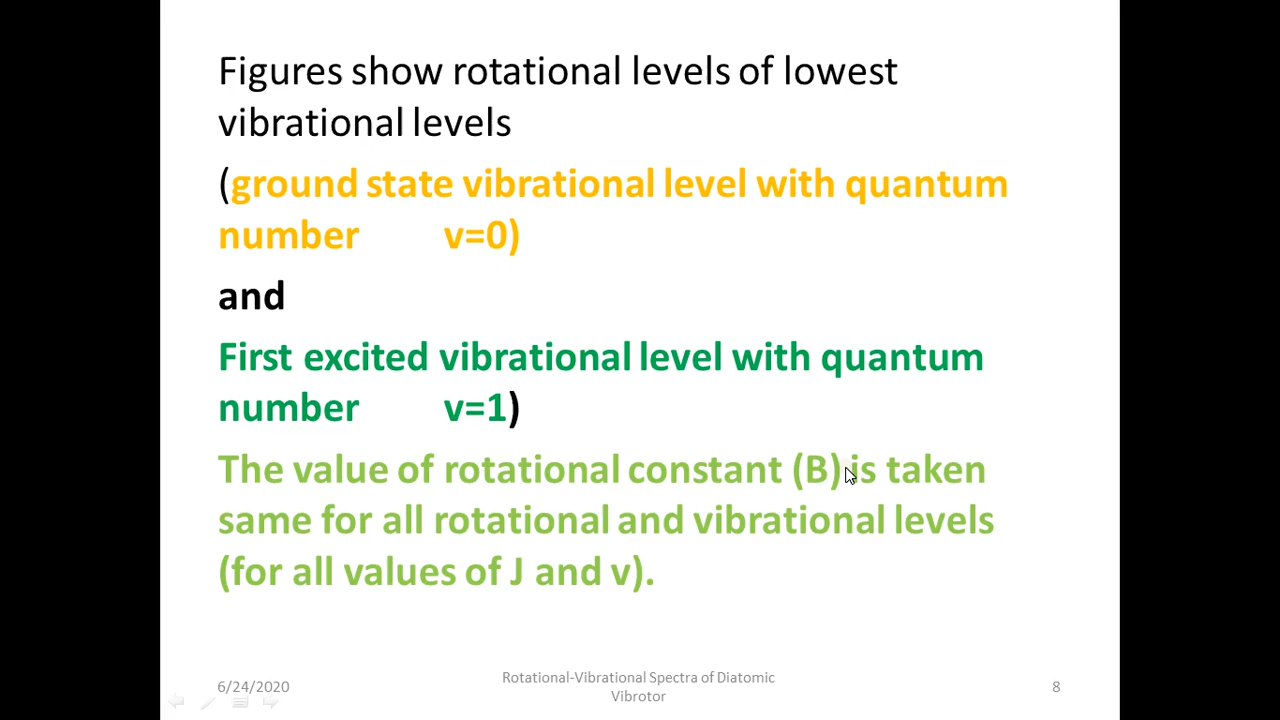 Figures show rotational levels of lowest
vibrational levels
(ground state vibrational level with quantum
number v=0)
and
First excited vibrational level with quantum
number v=1)
The value of rotational constant (B) is taken
same for all rotational and vibrational levels
(for all values of J and v).
6/24/2020
Rotational-Vibrational Spectra of Diatomic
Vibrotor
8